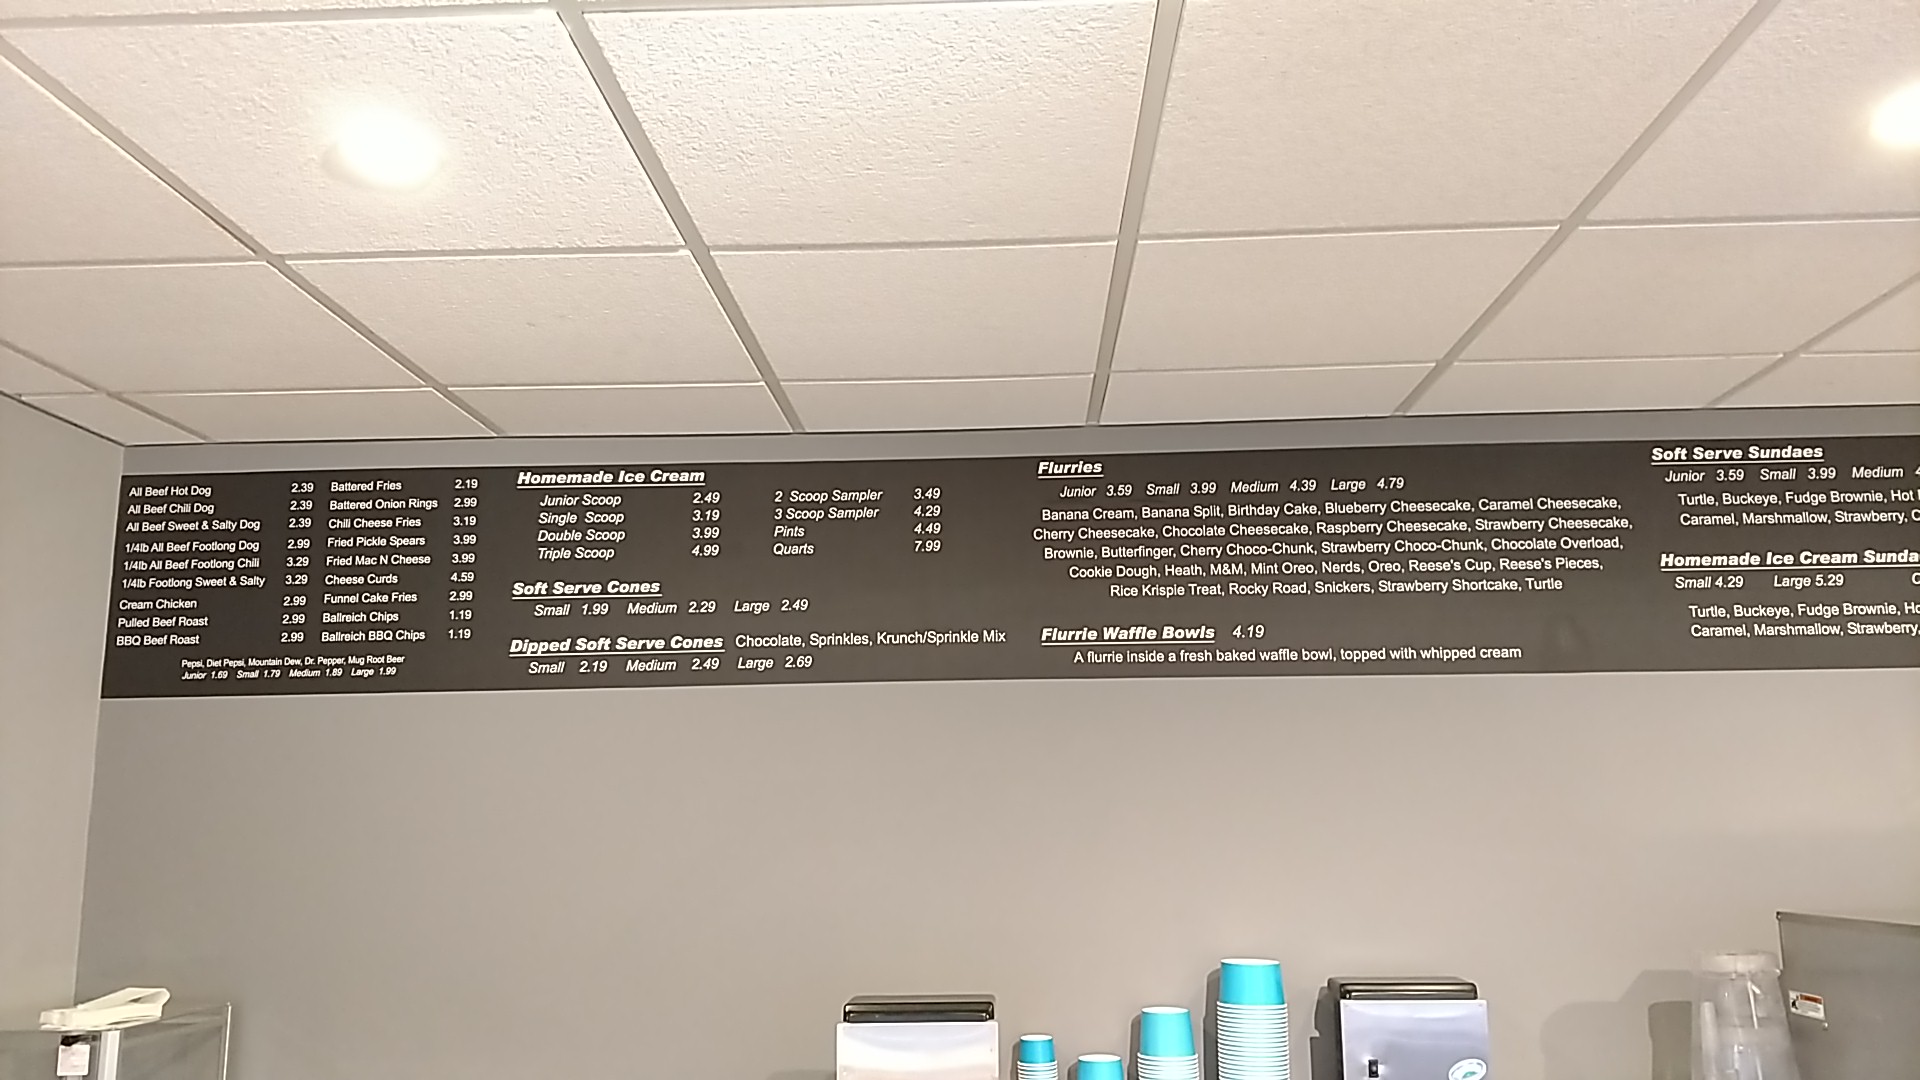 All Beef Hot Dog 2.39
All Beef Chili Dog 2.39
All Beef Sweet & Salty Dog 2.39
1/4lb All Beef Footlong Dog 2.99
1/4lb All Beef Footlong Chili 3.29
1/4lb Footlong Sweet & Salty 3.29
Cream Chicken 2.99
Pulled Beef Roast 2.99
BBQ Beef Roast 2.99
Battered Fries 2.19
Battered Onion Rings 2.99
Chili Cheese Fries 3.19
Fried Pickle Spears 3.99
Fried Mac N Cheese 3.99
Cheese Curds 4.59
Funnel Cake Fries 2.99
Ballreich Chips 1.19
Ballreich BBQ Chips 1.19
Pepsi, Diet Pepsi, Mountain Dew, Dr. Pepper, Mug Root Beer
Junior 1.69 Small 1.79 Medium 1.89 Large 1.99
Homemade Ice Cream
Junior Scoop 2.49
Single Scoop 3.19
Double Scoop 3.99
Triple Scoop 4.99
2 Scoop Sampler 3.49
3 Scoop Sampler 4.29
Pints 4.49
Quarts 7.99
Soft Serve Cones
Small 1.99 Medium 2.29 Large 2.49
Dipped Soft Serve Cones Chocolate, Sprinkles, Krunch/Sprinkle Mix
Small 2.19 Medium 2.49 Large 2.69
Flurries
Junior 3.59 Small 3.99 Medium 4.39 Large 4.79
Banana Cream, Banana Split, Birthday Cake, Blueberry Cheesecake, Caramel Cheesecake,
Cherry Cheesecake, Chocolate Cheesecake, Raspberry Cheesecake, Strawberry Cheesecake,
Brownie, Butterfinger, Cherry Choco-Chunk, Strawberry Choco-Chunk, Chocolate Overload,
Cookie Dough, Heath, M&M, Mint Oreo, Nerds, Oreo, Reese's Cup, Reese's Pieces,
Rice Krisple Treat, Rocky Road, Snickers, Strawberry Shortcake, Turtle
Flurrie Waffle Bowls 4.19
A flurrie inside a fresh baked waffle bowl, topped with whipped cream
Soft Serve Sundaes
Junior 3.59 Small 3.99 Medium
Turtle, Buckeye, Fudge Brownie, Hot
Caramel, Marshmallow, Strawberry,
Homemade Ice Cream Sunda
Small 4.29 Large 5.29
Turtle, Buckeye, Fudge Brownie, Ho
Caramel, Marshmallow, Strawberry,